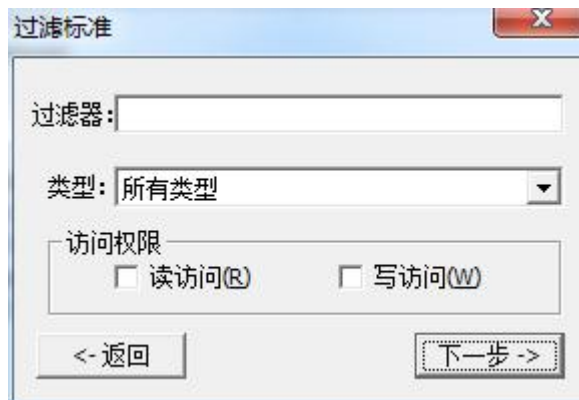 过滤标准
过滤器:
类型: 所有类型
访问权限
读访问(R) 写访问(W)
<- 返回 下一步 ->